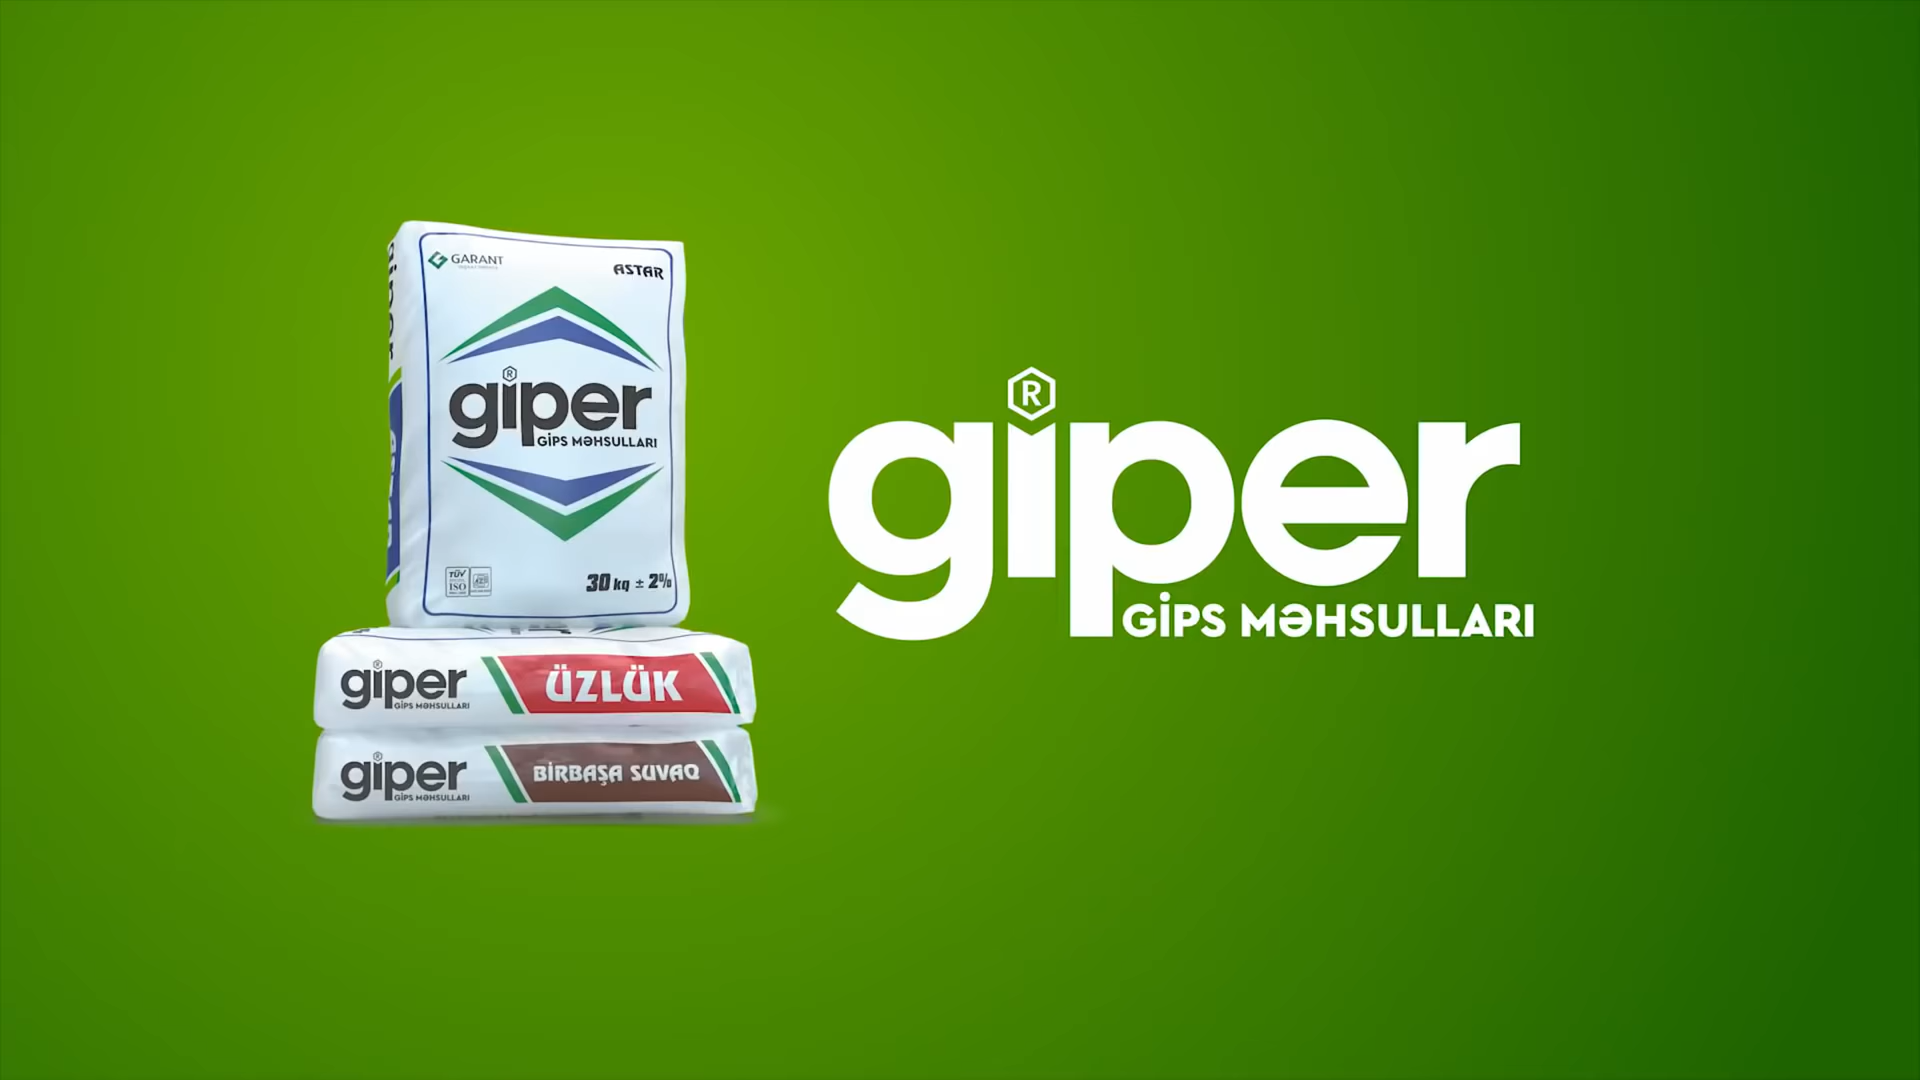 GARANT
ASTAR
giper
GİPS MƏHSULLARI
TÜV
ISO
30 kq ± 2%
giper
GİPS MƏHSULLARI
ÜZLÜK
giper
GİPS MƏHSULLARI
BİRBAŞA SUVAQ
®
giper
GİPS MƏHSULLARI